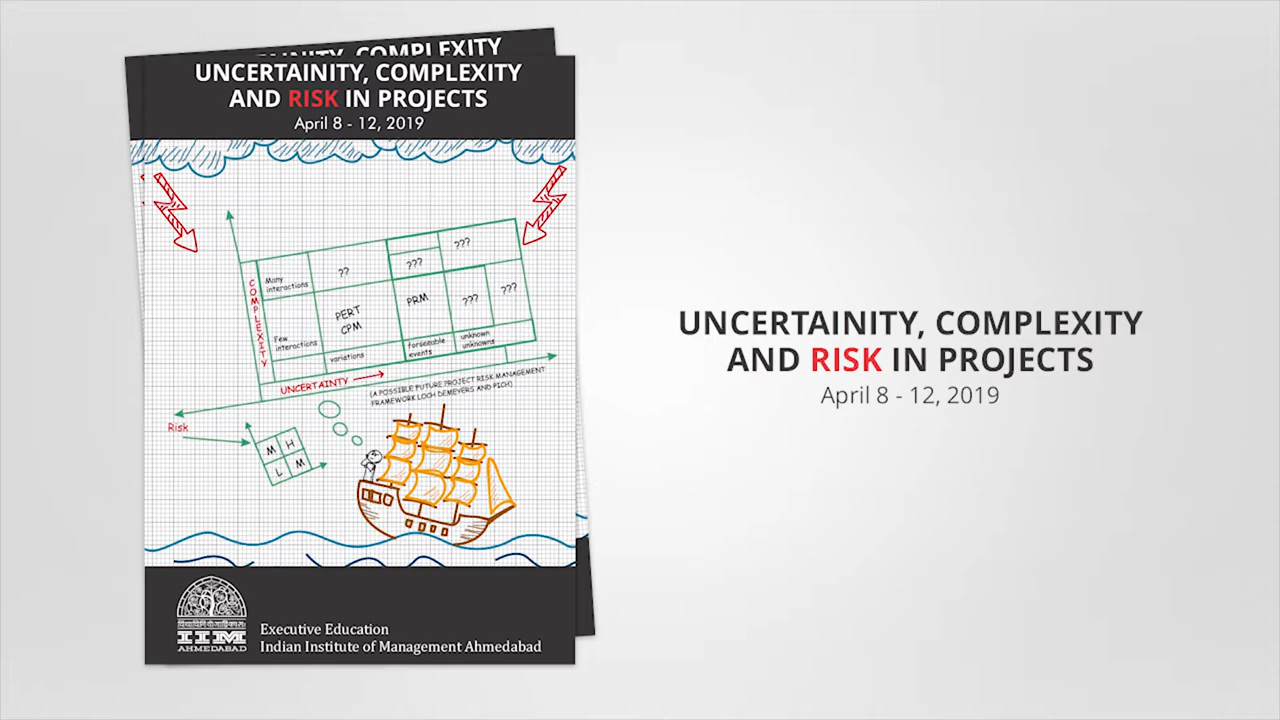 UNCERTAINITY, COMPLEXITY
UNCERTAINITY, COMPLEXITY
AND RISK IN PROJECTS
April 8 - 12, 2019
???
??
???
Many
interactions
PERT
CPM
PRM
???
???
COMPLEXITY
Few
interactions
variations
forseeable
events
unknown
unknowns
UNCERTAINTY
(A POSSIBLE FUTURE PROJECT RISK MANAGEMENT
FRAMEWORK LOCH DEMEYERS AND PICH)
Risk
M H
L M
IIM
AHMEDABAD
Executive Education
Indian Institute of Management Ahmedabad
UNCERTAINITY, COMPLEXITY
AND RISK IN PROJECTS
April 8 - 12, 2019